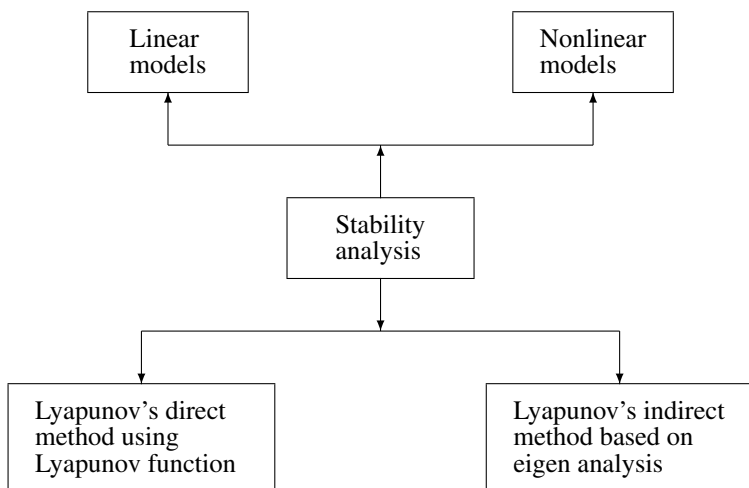 Linear
models
Nonlinear
models
Stability
analysis
Lyapunov’s direct
method using
Lyapunov function
Lyapunov’s indirect
method based on
eigen analysis